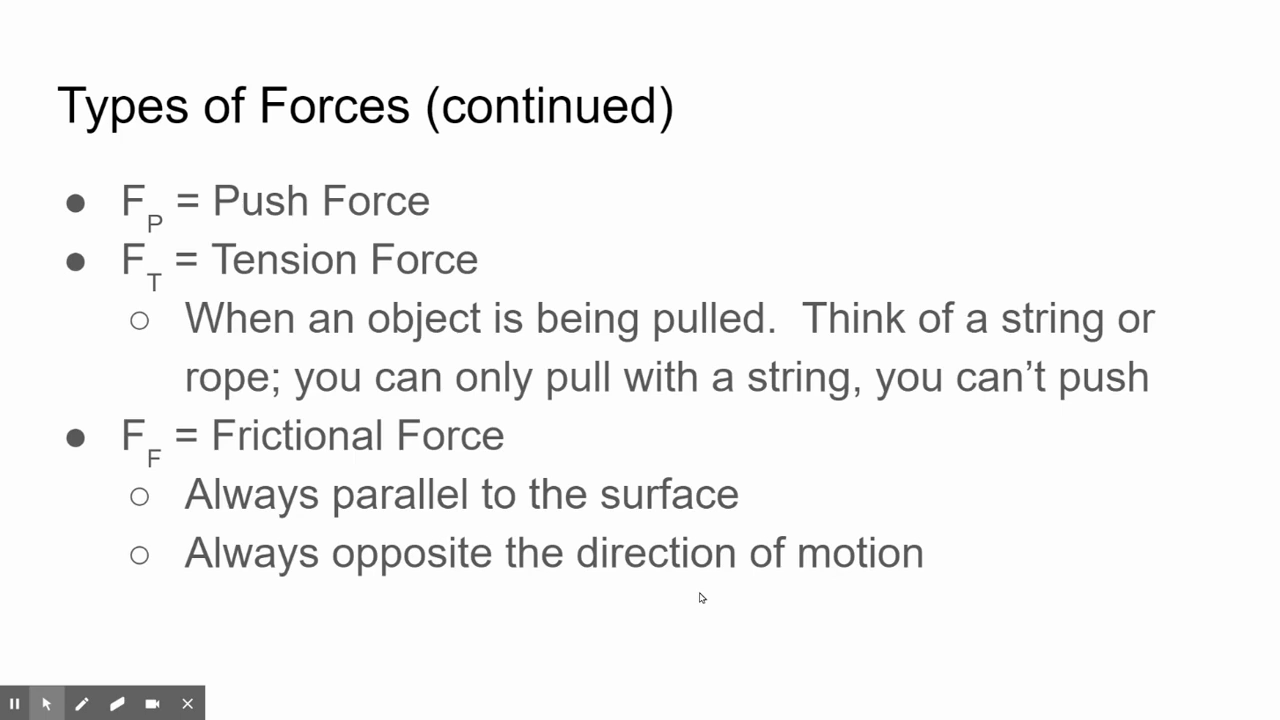 Types of Forces (continued)
● F_P = Push Force
● F_T = Tension Force
○ When an object is being pulled.  Think of a string or
rope; you can only pull with a string, you can’t push
● F_F = Frictional Force
○ Always parallel to the surface
○ Always opposite the direction of motion